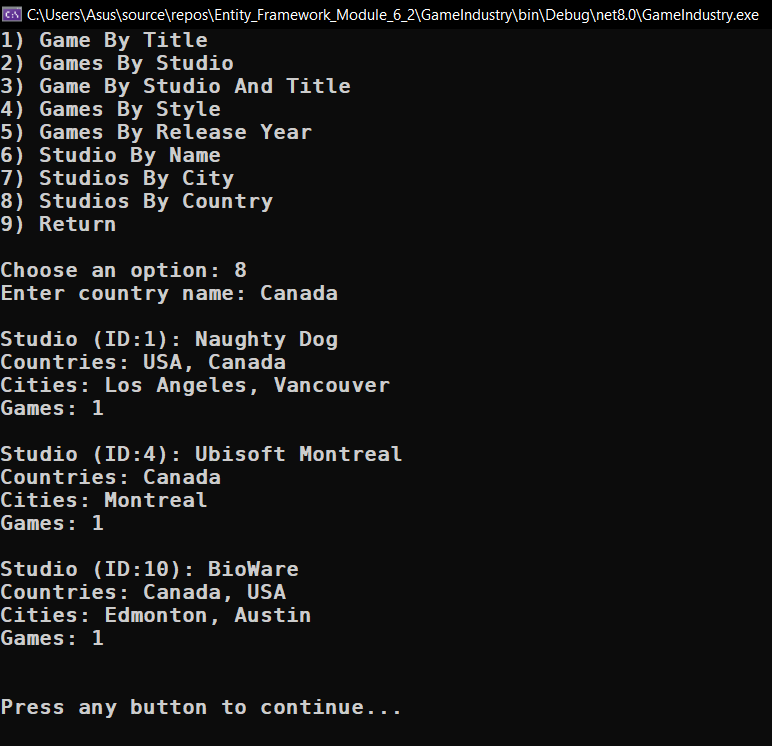 C:\Users\Asus\source\repos\Entity_Framework_Module_6_2\GameIndustry\bin\Debug\net8.0\GameIndustry.exe
1) Game By Title
2) Games By Studio
3) Game By Studio And Title
4) Games By Style
5) Games By Release Year
6) Studio By Name
7) Studios By City
8) Studios By Country
9) Return
Choose an option: 8
Enter country name: Canada
Studio (ID:1): Naughty Dog
Countries: USA, Canada
Cities: Los Angeles, Vancouver
Games: 1
Studio (ID:4): Ubisoft Montreal
Countries: Canada
Cities: Montreal
Games: 1
Studio (ID:10): BioWare
Countries: Canada, USA
Cities: Edmonton, Austin
Games: 1
Press any button to continue...